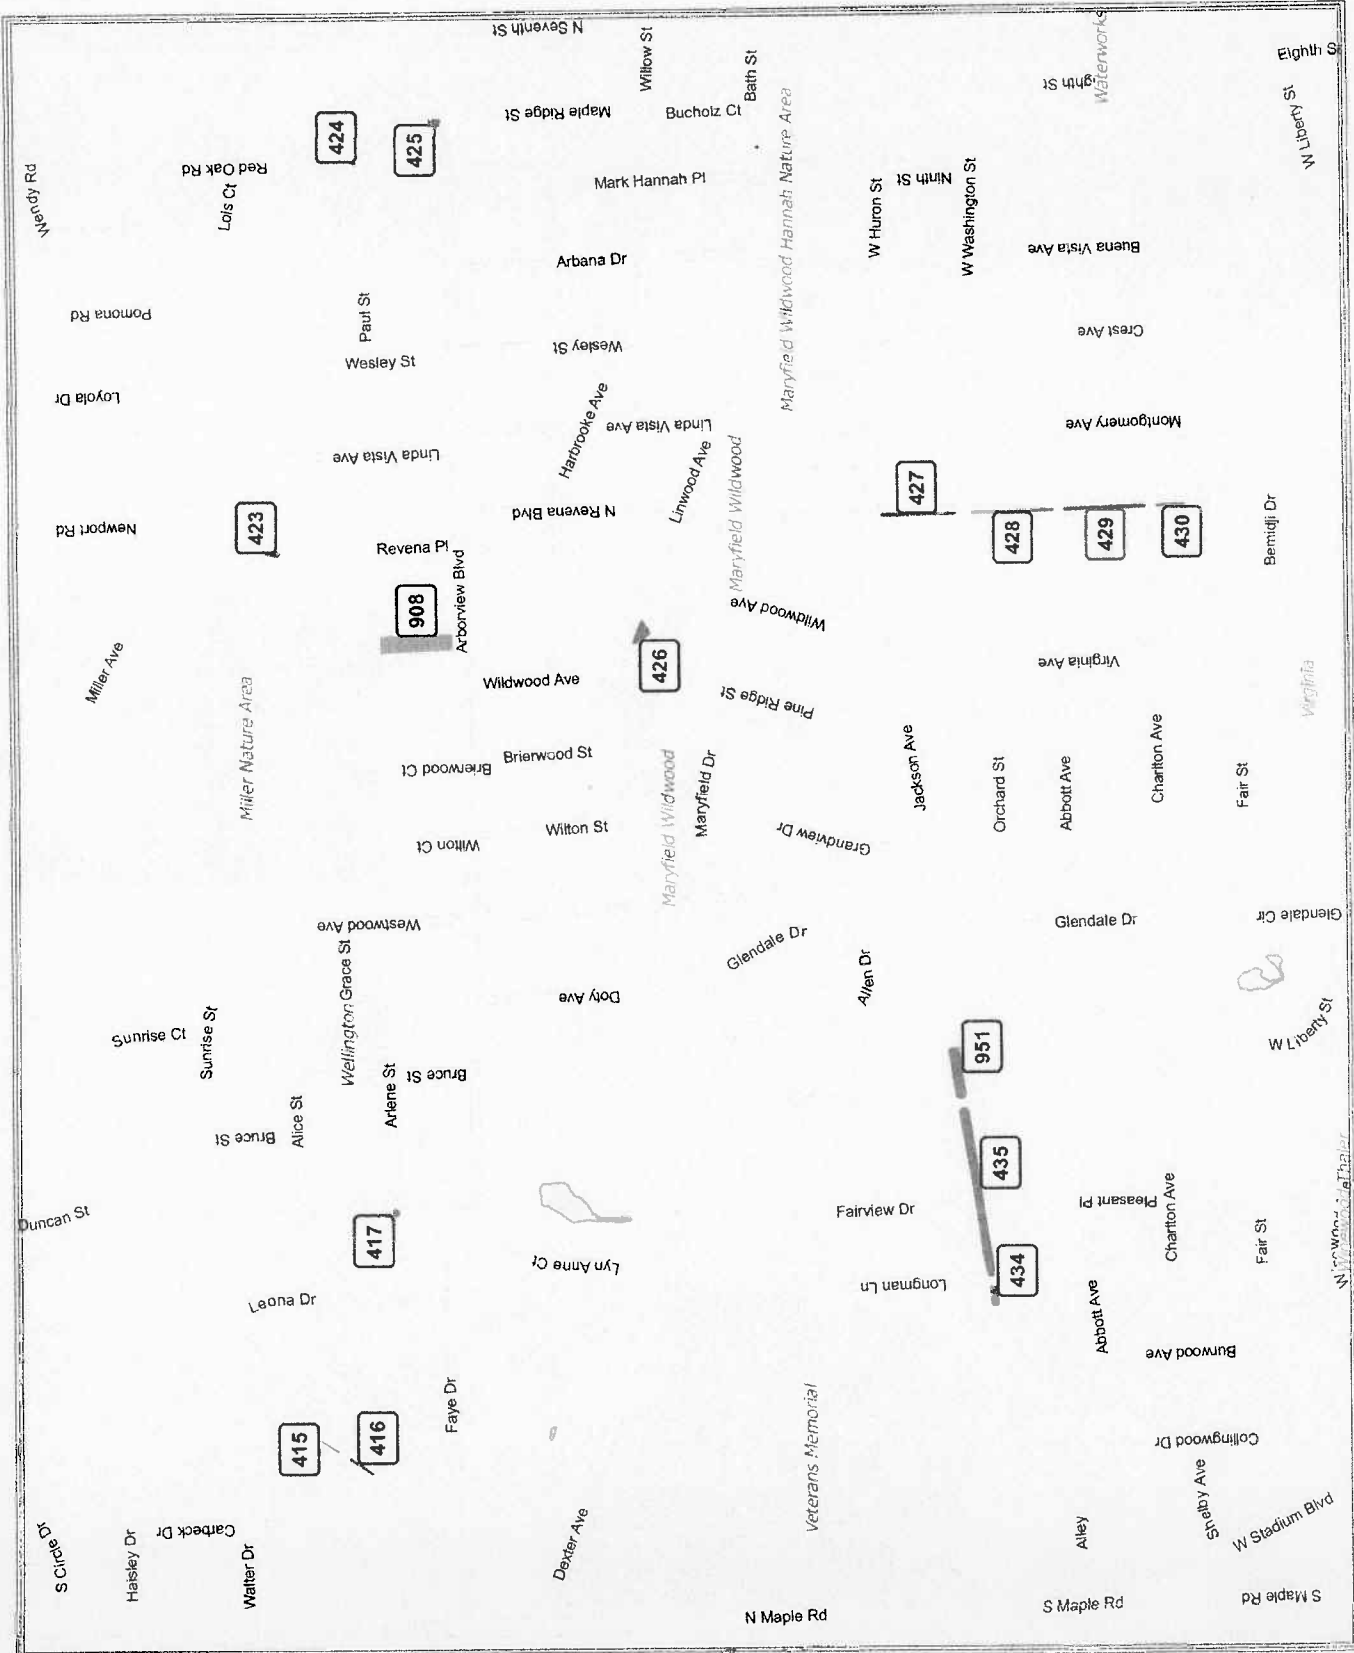 N Seventh St
Willow St
Bath St
Eighth St
Waterworks
W Liberty St
Maple Ridge St
Bucholz Ct
424
425
Wendy Rd
Red Oak Rd
Lois Ct
Mark Hannah Pl
Maryfield Wildwood Hannah Nature Area
W Huron St
Ninth St
W Washington St
Buena Vista Ave
Arbana Dr
Pomona Rd
Paul St
Wesley St
Wesley St
Crest Ave
Loyola Dr
Harbrooke Ave
Linda Vista Ave
Linda Vista Ave
Linwood Ave
Maryfield Wildwood
Montgomery Ave
427
428
429
430
Bemidji Dr
Newport Rd
423
N Revena Blvd
Revena Pl
Arborview Blvd
908
Wildwood Ave
426
Wildwood Ave
Virginia Ave
Virginia
Miller Ave
Miller Nature Area
Pine Ridge St
Brierwood Ct
Brierwood St
Maryfield Wildwood
Maryfield Dr
Jackson Ave
Orchard St
Abbott Ave
Charlton Ave
Fair St
Wilton Ct
Wilton St
Grandview Dr
Westwood Ave
Glendale Dr
Glendale Dr
Glendale Cir
Wellington Grace St
Doty Ave
Allen Dr
Sunrise Ct
Sunrise St
951
W Liberty St
Bruce St
Alice St
Arlene St
Bruce St
435
Duncan St
417
Fairview Dr
Pleasant Pl
Charlton Ave
Fair St
Lyn Anne Ct
Longman Ln
434
Leona Dr
Abbott Ave
Burwood Ave
415
416
Faye Dr
Veterans Memorial
Collingwood Dr
Shelby Ave
W Stadium Blvd
S Circle Dr
Haisley Dr
Carbeck Dr
Walter Dr
Dexter Ave
Alley
N Maple Rd
S Maple Rd
S Maple Rd